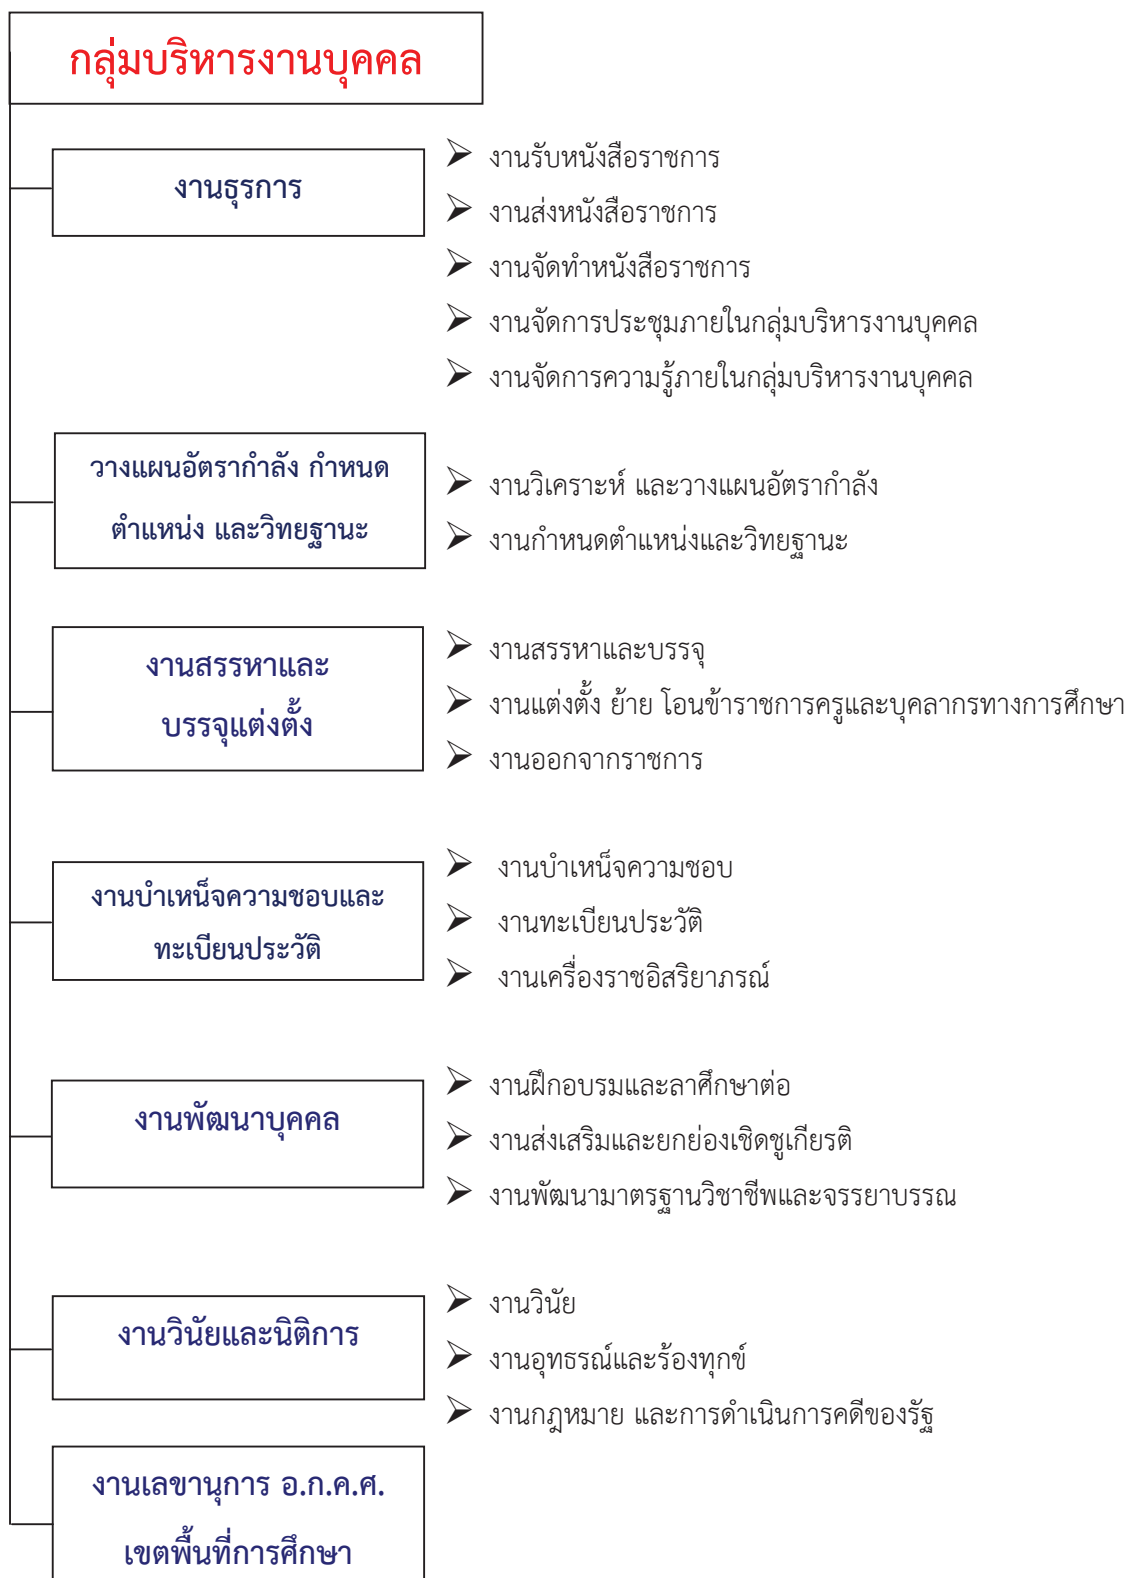 กลุ่มบริหารงานบุคคล
งานธุรการ
งานรับหนังสือราชการ
งานส่งหนังสือราชการ
งานจัดทำหนังสือราชการ
งานจัดการประชุมภายในกลุ่มบริหารงานบุคคล
งานจัดการความรู้ภายในกลุ่มบริหารงานบุคคล
วางแผนอัตรากำลัง กำหนด
ตำแหน่ง และวิทยฐานะ
งานวิเคราะห์ และวางแผนอัตรากำลัง
งานกำหนดตำแหน่งและวิทยฐานะ
งานสรรหาและ
บรรจุแต่งตั้ง
งานสรรหาและบรรจุ
งานแต่งตั้ง ย้าย โอนข้าราชการครูและบุคลากรทางการศึกษา
งานออกจากราชการ
งานบำเหน็จความชอบและ
ทะเบียนประวัติ
งานบำเหน็จความชอบ
งานทะเบียนประวัติ
งานเครื่องราชอิสริยาภรณ์
งานพัฒนาบุคคล
งานฝึกอบรมและลาศึกษาต่อ
งานส่งเสริมและยกย่องเชิดชูเกียรติ
งานพัฒนามาตรฐานวิชาชีพและจรรยาบรรณ
งานวินัยและนิติการ
งานวินัย
งานอุทธรณ์และร้องทุกข์
งานกฎหมาย และการดำเนินการคดีของรัฐ
งานเลขานุการ อ.ก.ค.ศ.
เขตพื้นที่การศึกษา